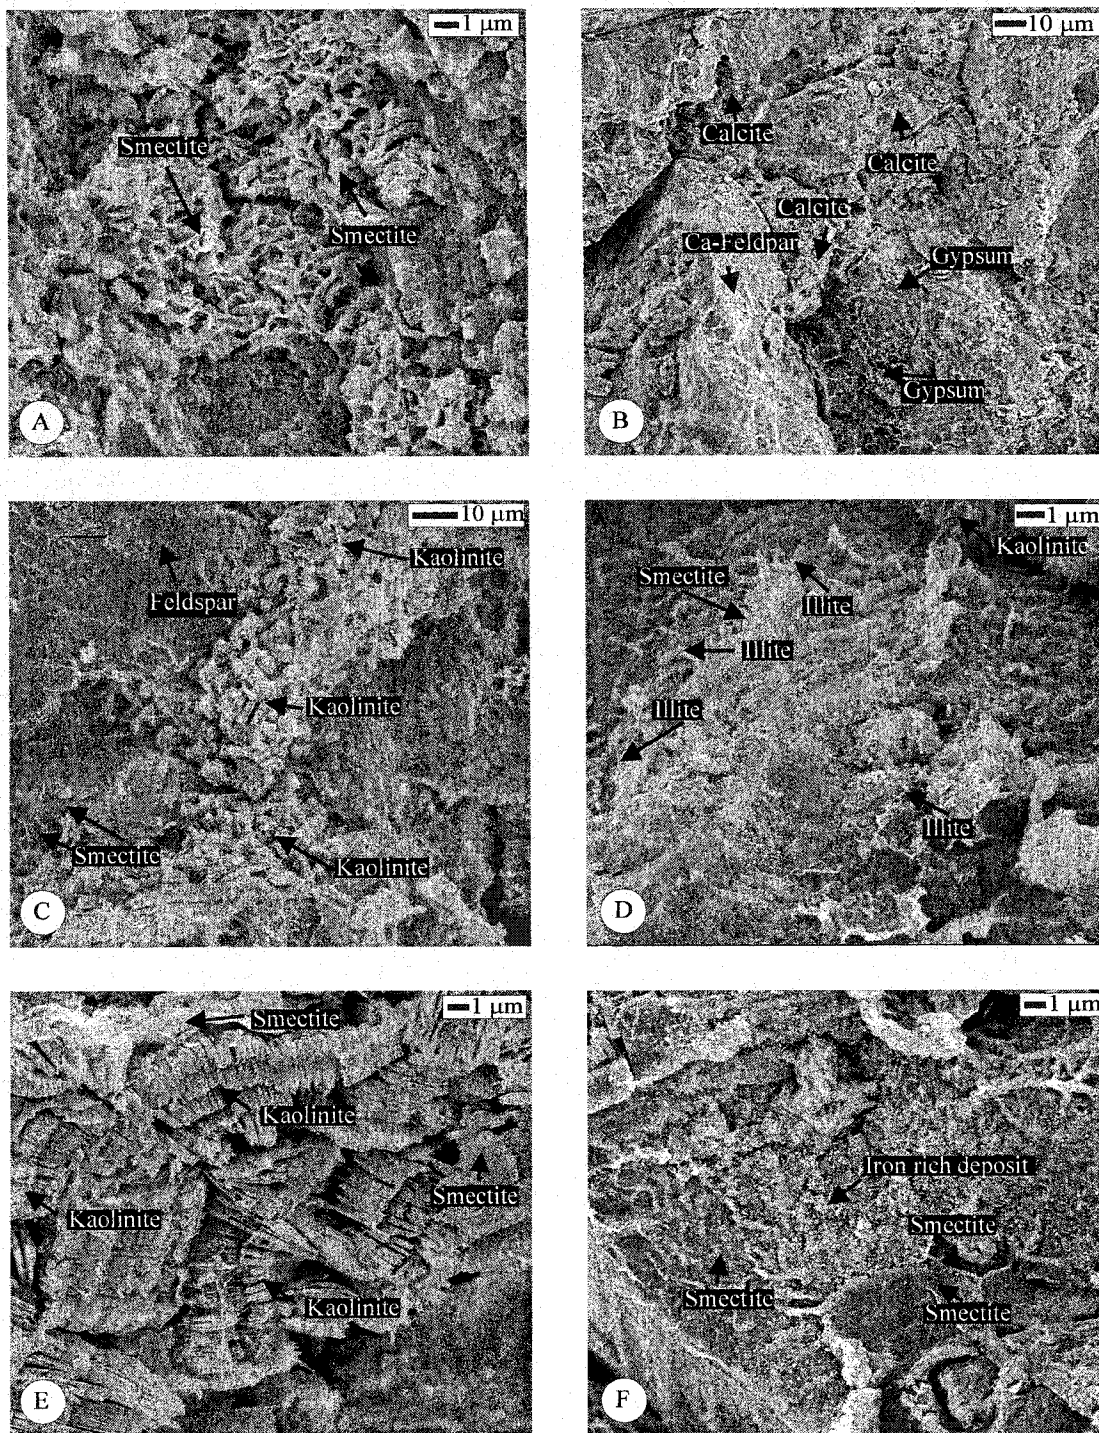 1 µm
Smectite
Smectite
A
10 µm
Calcite
Calcite
Calcite
Ca-Feldpar
Gypsum
Gypsum
B
10 µm
Kaolinite
Feldspar
Kaolinite
Smectite
Kaolinite
C
1 µm
Kaolinite
Smectite
Illite
Illite
Illite
Illite
D
1 µm
Smectite
Kaolinite
Smectite
Kaolinite
Kaolinite
E
1 µm
Iron rich deposit
Smectite
Smectite
Smectite
F